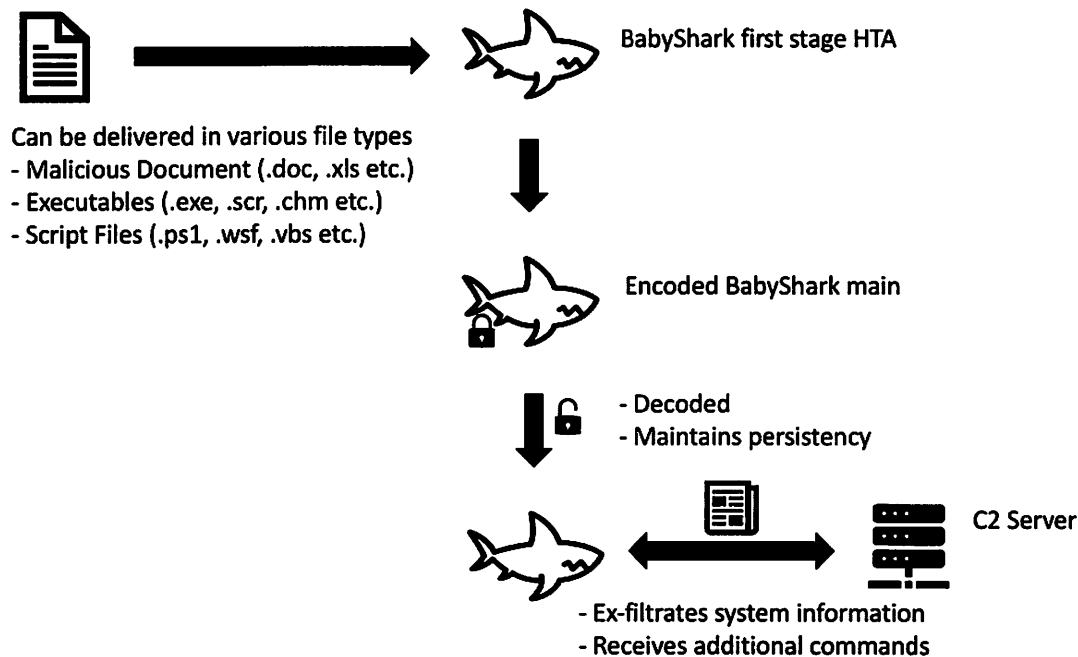 BabyShark first stage HTA
Can be delivered in various file types
- Malicious Document (.doc, .xls etc.)
- Executables (.exe, .scr, .chm etc.)
- Script Files (.ps1, .wsf, .vbs etc.)
Encoded BabyShark main
- Decoded
- Maintains persistency
C2 Server
- Ex-filtrates system information
- Receives additional commands